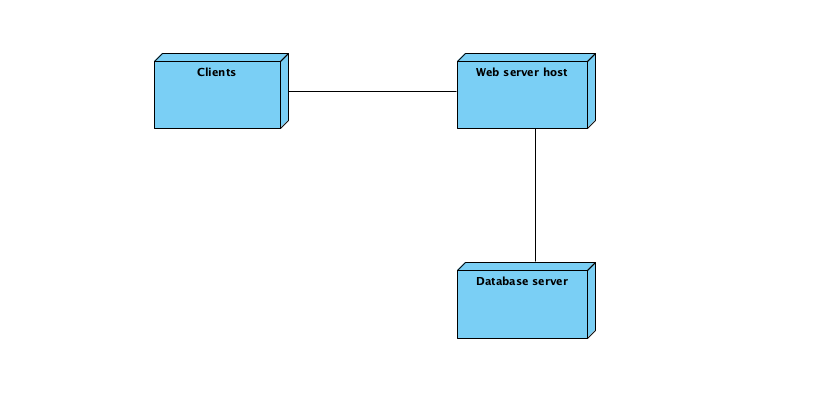 Clients
Web server host
Database server